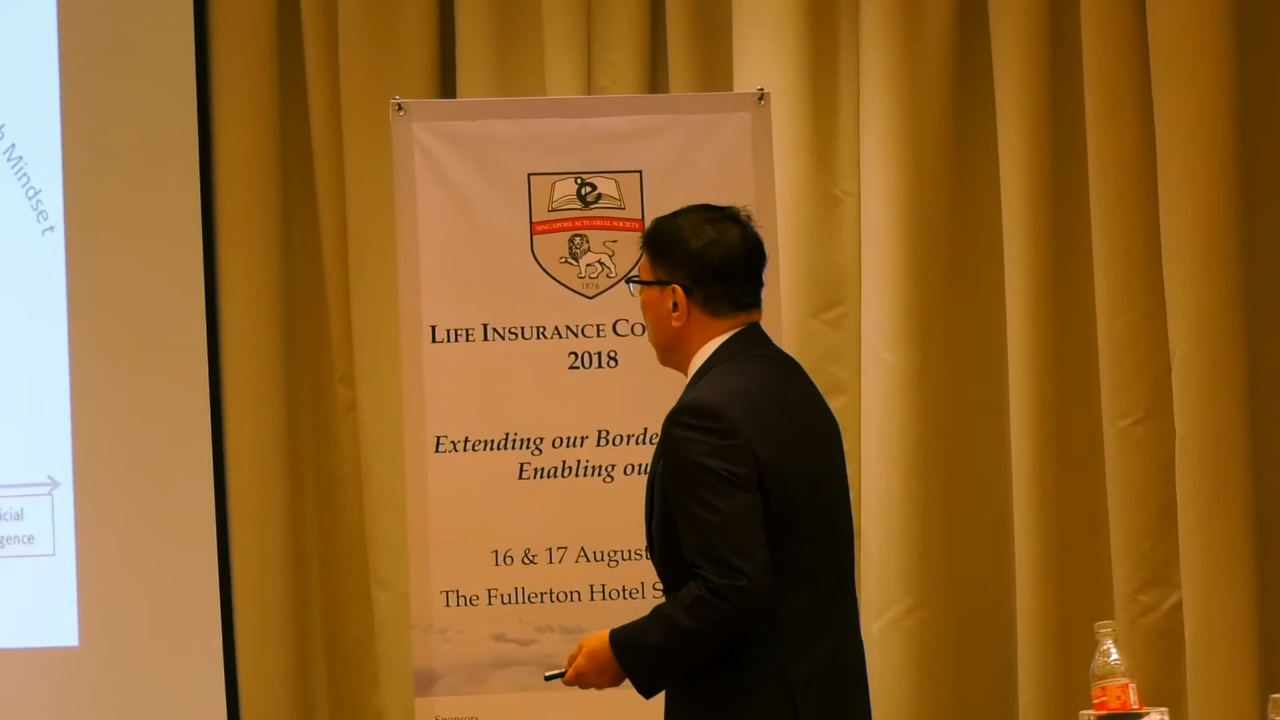 Mindset
SINGAPORE ACTUARIAL SOCIETY
1976
LIFE INSURANCE CO
2018
Extending our Borde
Enabling ou
16 & 17 August
The Fullerton Hotel S
icial
gence
Sponsors